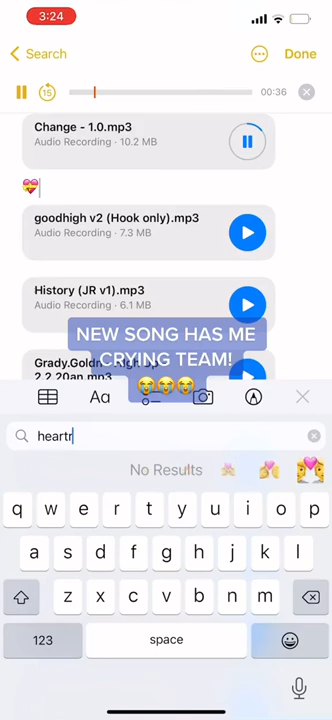 3:24
Search
Done
15
00:36
Change - 1.0.mp3
Audio Recording · 10.2 MB
goodhigh v2 (Hook only).mp3
Audio Recording · 7.3 MB
History (JR v1).mp3
Audio Recording · 6.1 MB
NEW SONG HAS ME
CRYING TEAM!
😭😭😭
Aa
heartr
No Results
q w e r t y u i o p
a s d f g h j k l
z x c v b n m
123
space